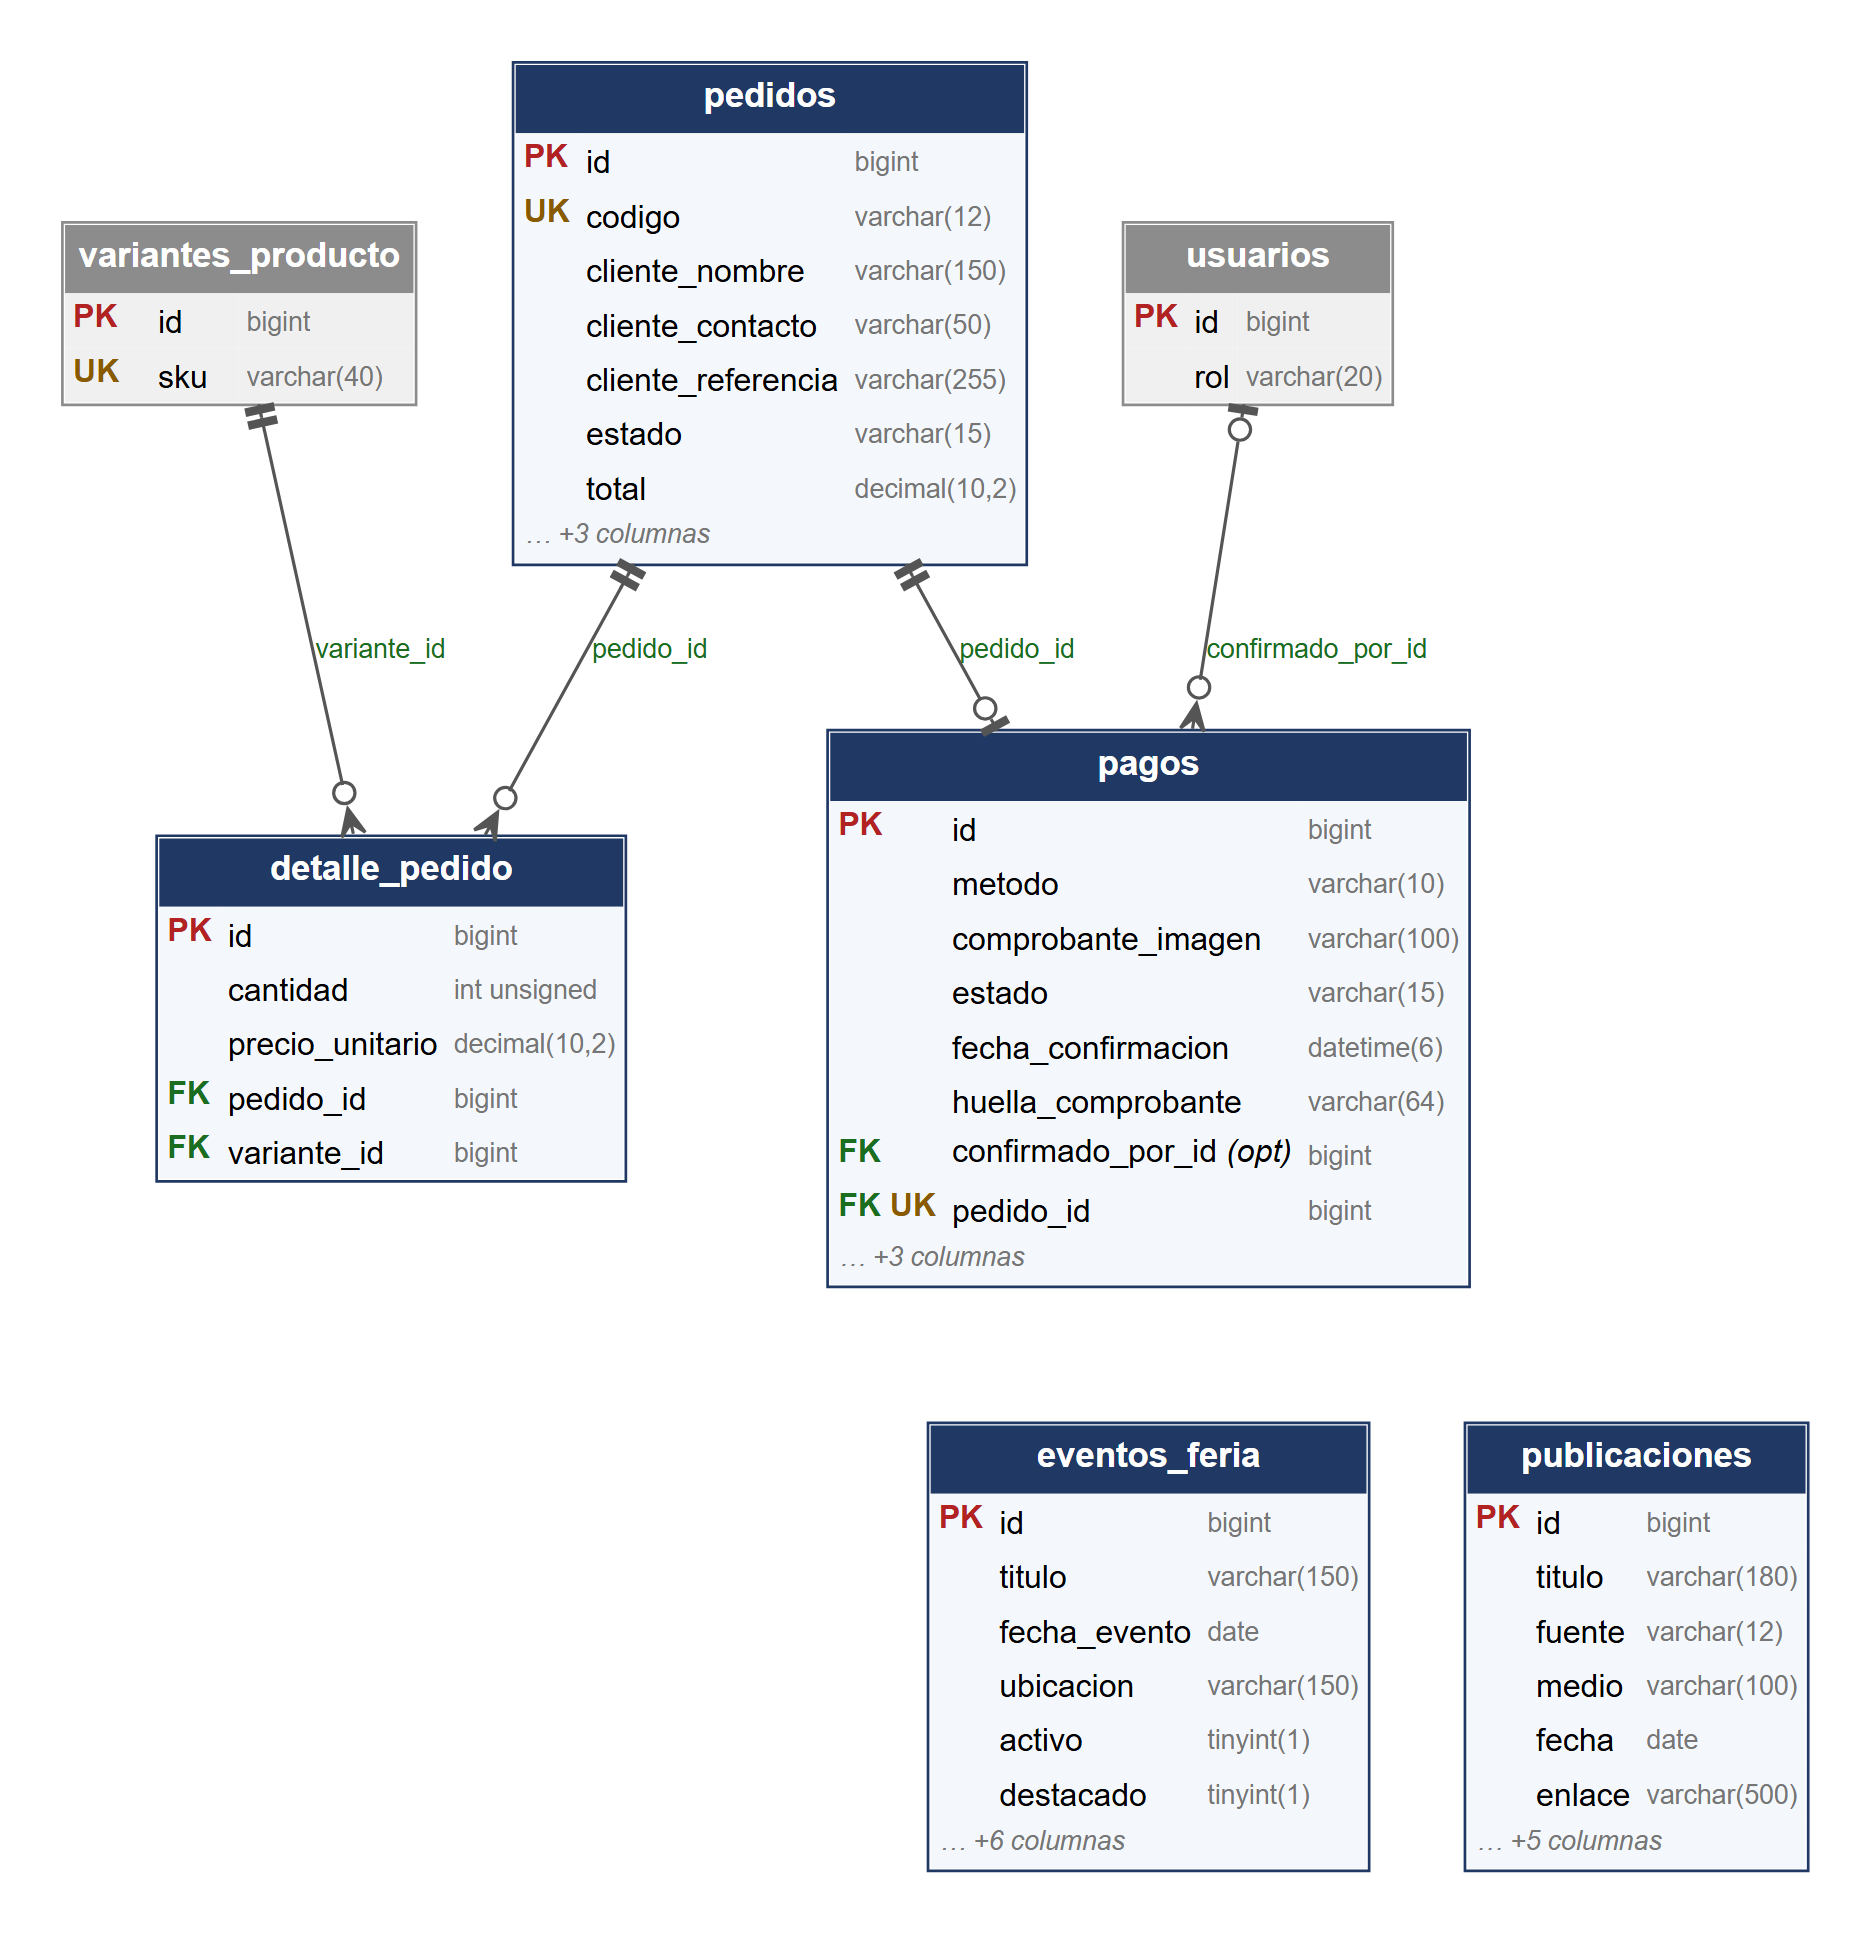 pedidos
PK id bigint
UK codigo varchar(12)
cliente_nombre varchar(150)
cliente_contacto varchar(50)
cliente_referencia varchar(255)
estado varchar(15)
total decimal(10,2)
... +3 columnas
variantes_producto
PK id bigint
UK sku varchar(40)
usuarios
PK id bigint
rol varchar(20)
variante_id
pedido_id
pedido_id
confirmado_por_id
detalle_pedido
PK id bigint
cantidad int unsigned
precio_unitario decimal(10,2)
FK pedido_id bigint
FK variante_id bigint
pagos
PK id bigint
metodo varchar(10)
comprobante_imagen varchar(100)
estado varchar(15)
fecha_confirmacion datetime(6)
huella_comprobante varchar(64)
FK confirmado_por_id (opt) bigint
FK UK pedido_id bigint
... +3 columnas
eventos_feria
PK id bigint
titulo varchar(150)
fecha_evento date
ubicacion varchar(150)
activo tinyint(1)
destacado tinyint(1)
... +6 columnas
publicaciones
PK id bigint
titulo varchar(180)
fuente varchar(12)
medio varchar(100)
fecha date
enlace varchar(500)
... +5 columnas